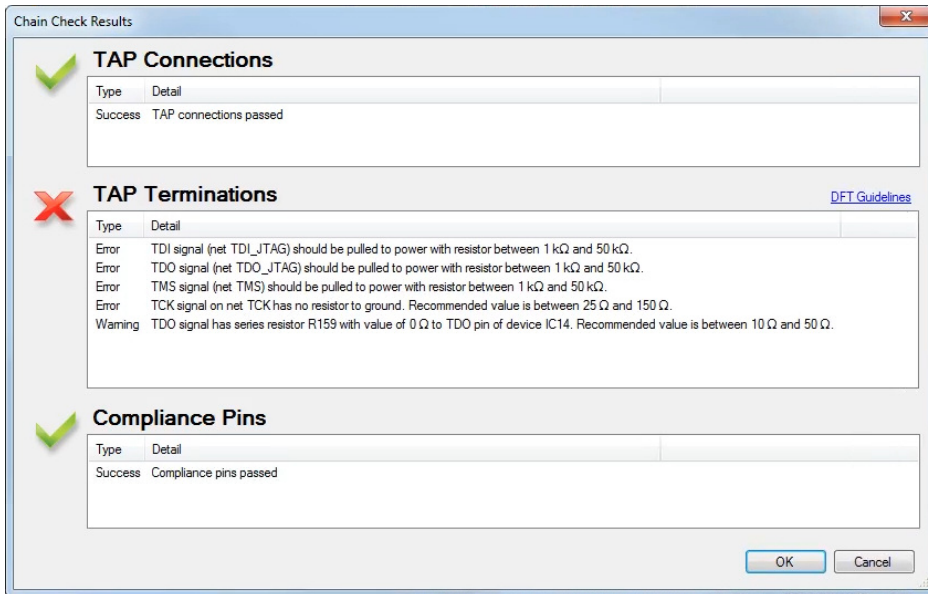 Chain Check Results
TAP Connections
Type Detail
Success TAP connections passed
TAP Terminations
DFT Guidelines
Type Detail
Error TDI signal (net TDI_JTAG) should be pulled to power with resistor between 1 kΩ and 50 kΩ.
Error TDO signal (net TDO_JTAG) should be pulled to power with resistor between 1 kΩ and 50 kΩ.
Error TMS signal (net TMS) should be pulled to power with resistor between 1 kΩ and 50 kΩ.
Error TCK signal on net TCK has no resistor to ground. Recommended value is between 25 Ω and 150 Ω.
Warning TDO signal has series resistor R159 with value of 0 Ω to TDO pin of device IC14. Recommended value is between 10 Ω and 50 Ω.
Compliance Pins
Type Detail
Success Compliance pins passed
OK Cancel